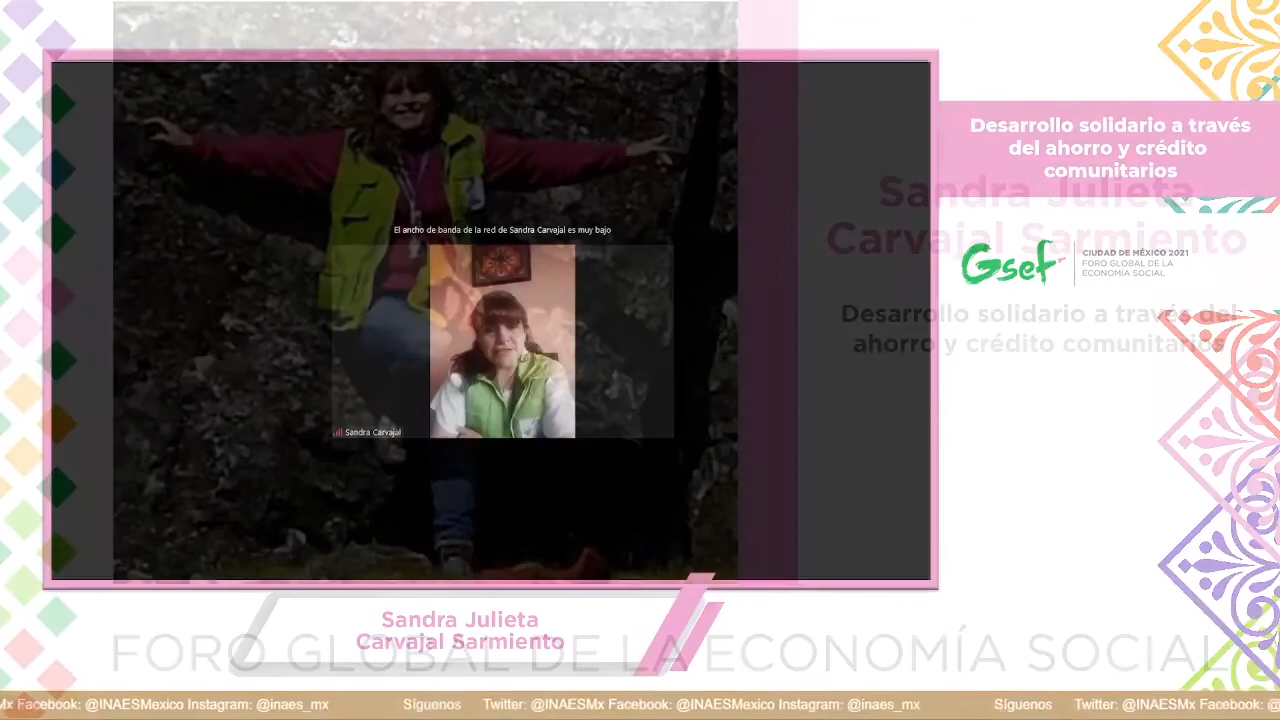 Desarrollo solidario a través
del ahorro y crédito
comunitarios
Sandra Julieta
Carvajal Sarmiento
Gsef
CIUDAD DE MÉXICO 2021
FORO GLOBAL DE LA
ECONOMÍA SOCIAL
Desarrollo solidario a través del
ahorro y crédito comunitarios
El ancho de banda de la red de Sandra Carvajal es muy bajo
Sandra Carvajal
Sandra Julieta
Carvajal Sarmiento
FORO GLOBAL DE LA ECONOMÍA SOCIAL
Mx Facebook: @INAESMexico Instagram: @inaes_mx Síguenos Twitter: @INAESMx Facebook: @INAESMexico Instagram: @inaes_mx Síguenos Twitter: @INAESMx Facebook: @